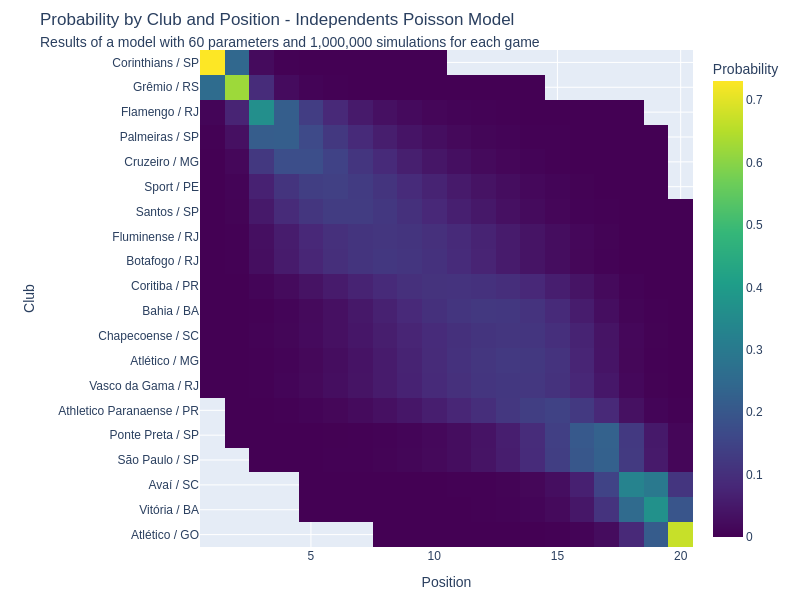 Probability by Club and Position - Independents Poisson Model
Results of a model with 60 parameters and 1,000,000 simulations for each game
Corinthians / SP
Grêmio / RS
Flamengo / RJ
Palmeiras / SP
Cruzeiro / MG
Sport / PE
Santos / SP
Fluminense / RJ
Botafogo / RJ
Coritiba / PR
Bahia / BA
Chapecoense / SC
Atlético / MG
Vasco da Gama / RJ
Athletico Paranaense / PR
Ponte Preta / SP
São Paulo / SP
Avaí / SC
Vitória / BA
Atlético / GO
Club
5
10
15
20
Position
Probability
0.7
0.6
0.5
0.4
0.3
0.2
0.1
0